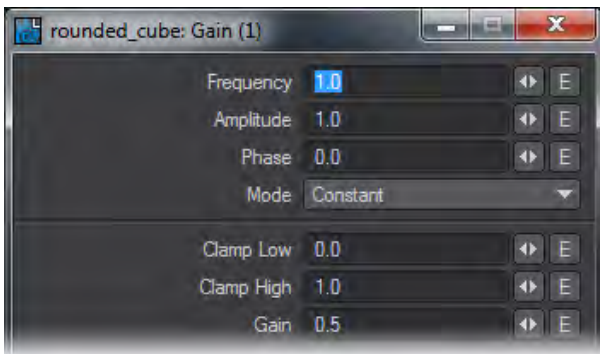 rounded_cube: Gain (1)
Frequency 1.0 E
Amplitude 1.0 E
Phase 0.0 E
Mode Constant
Clamp Low 0.0 E
Clamp High 1.0 E
Gain 0.5 E